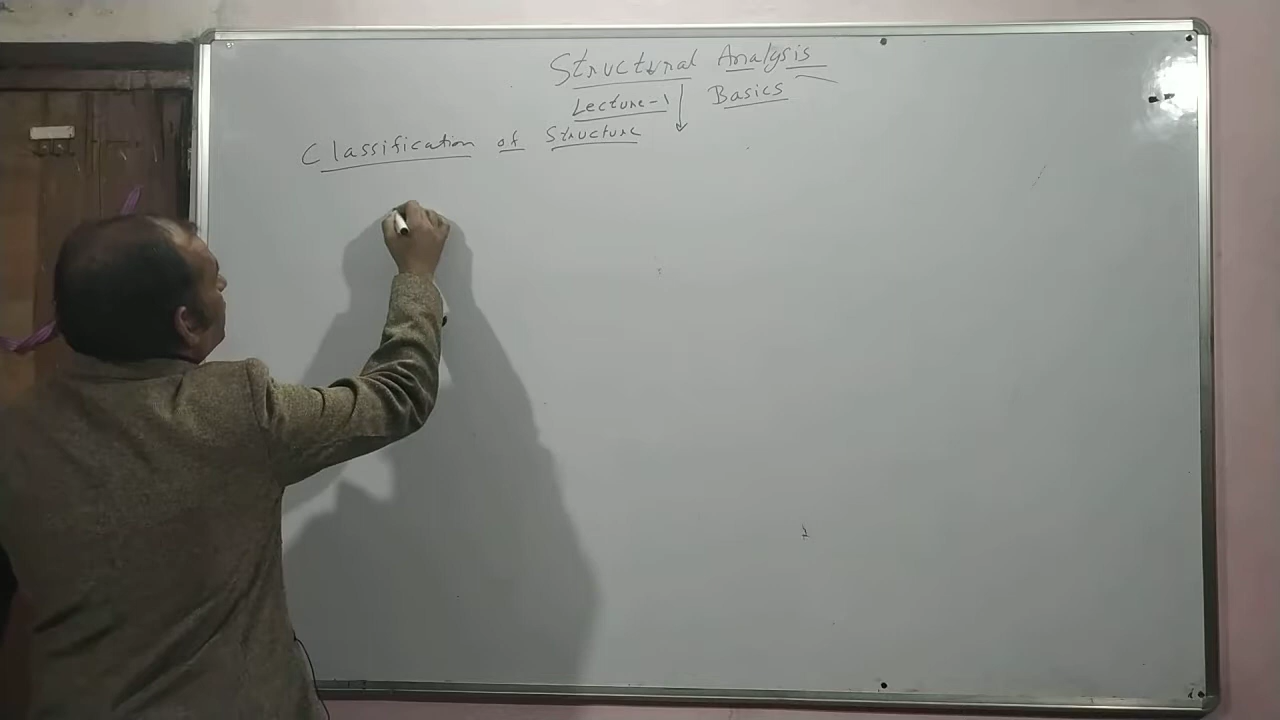 Structural Analysis
Lecture-1 Basics
Classification of Structure